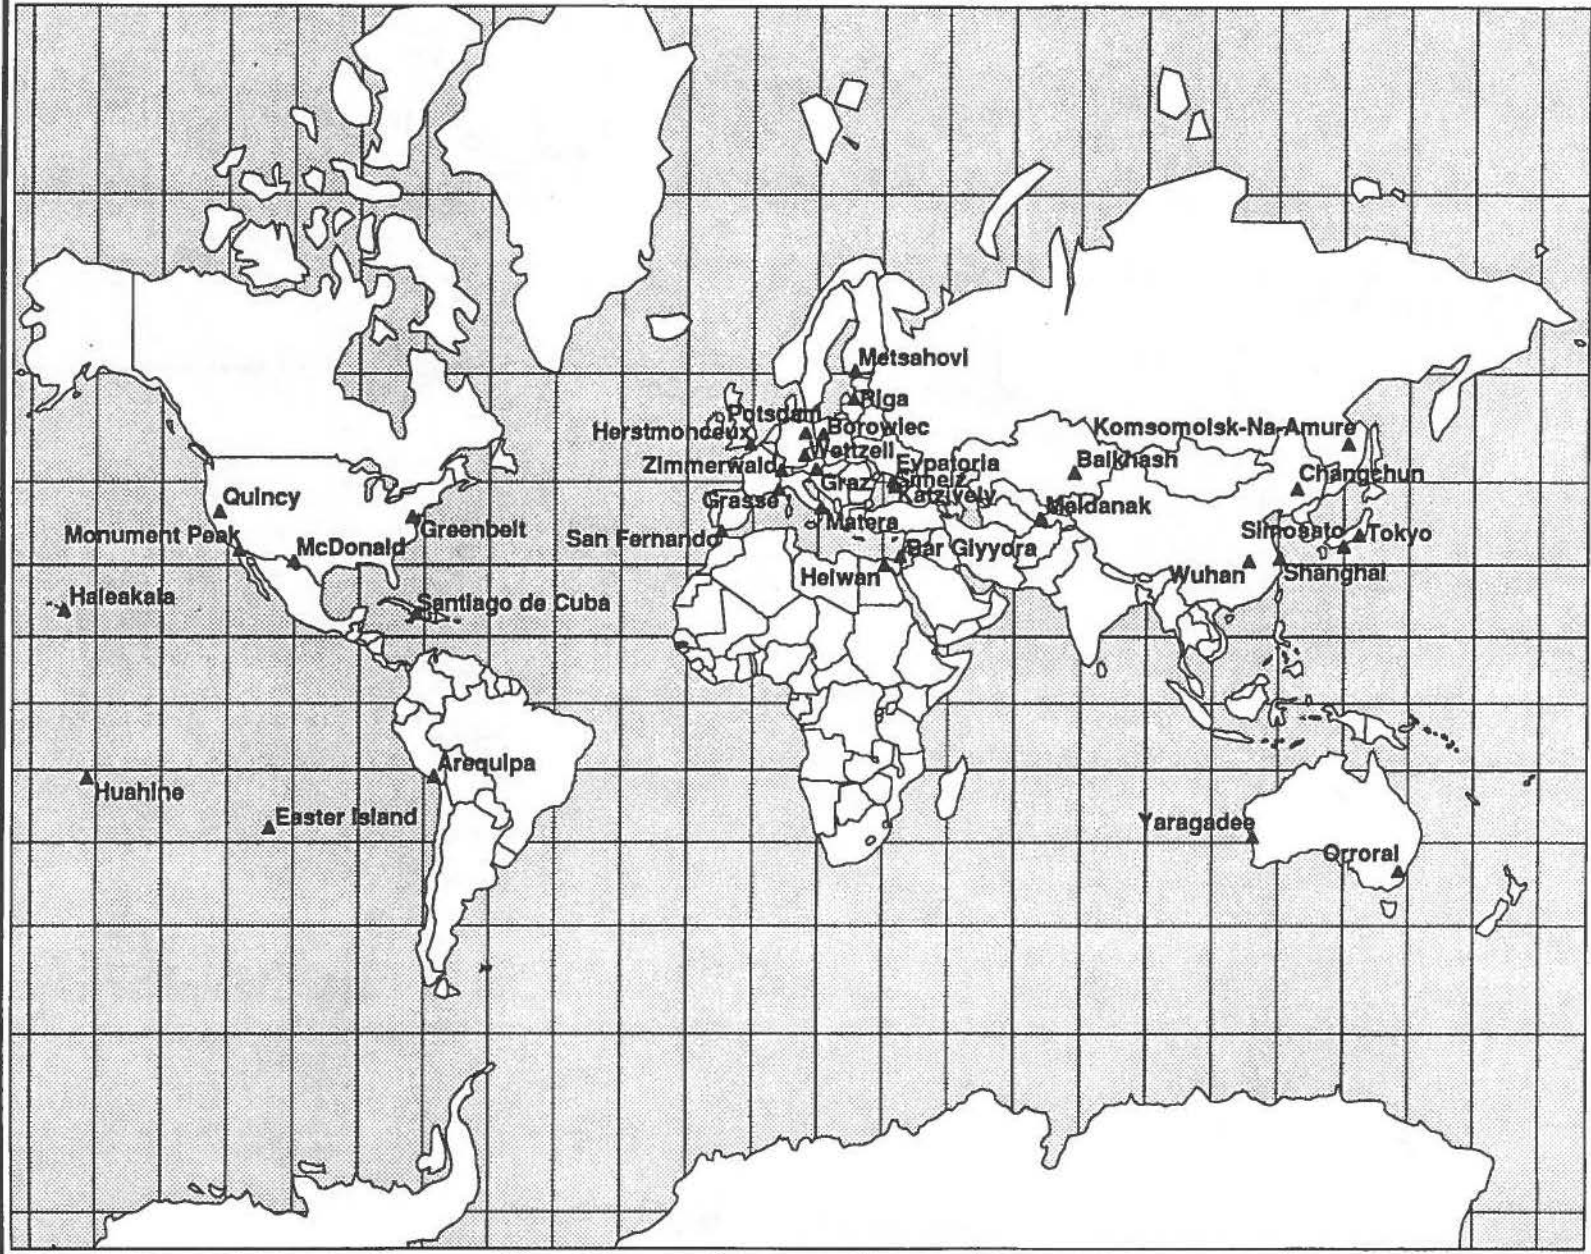 Metsahovi
Riga
Potsdam
Borowiec
Herstmonceux
Komsomolsk-Na-Amure
Wettzell
Zimmerwald
Evpatoria
Balkhash
Simeiz
Graz
Changchun
Katzively
Quincy
Grasse
Maidanak
Matera
Greenbelt
Monument Peak
San Fernando
Simosato
Tokyo
McDonald
Bar Giyyora
Helwan
Wuhan
Shanghai
Haleakala
Santiago de Cuba
Arequipa
Huahine
Easter Island
Yaragadee
Orroral